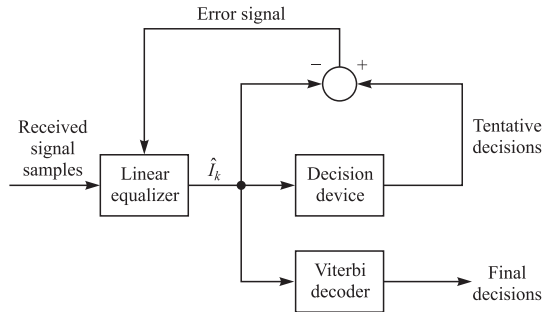 Error signal
− +
Received
signal
samples
Tentative
decisions
Linear
equalizer
Î_k
Decision
device
Viterbi
decoder
Final
decisions